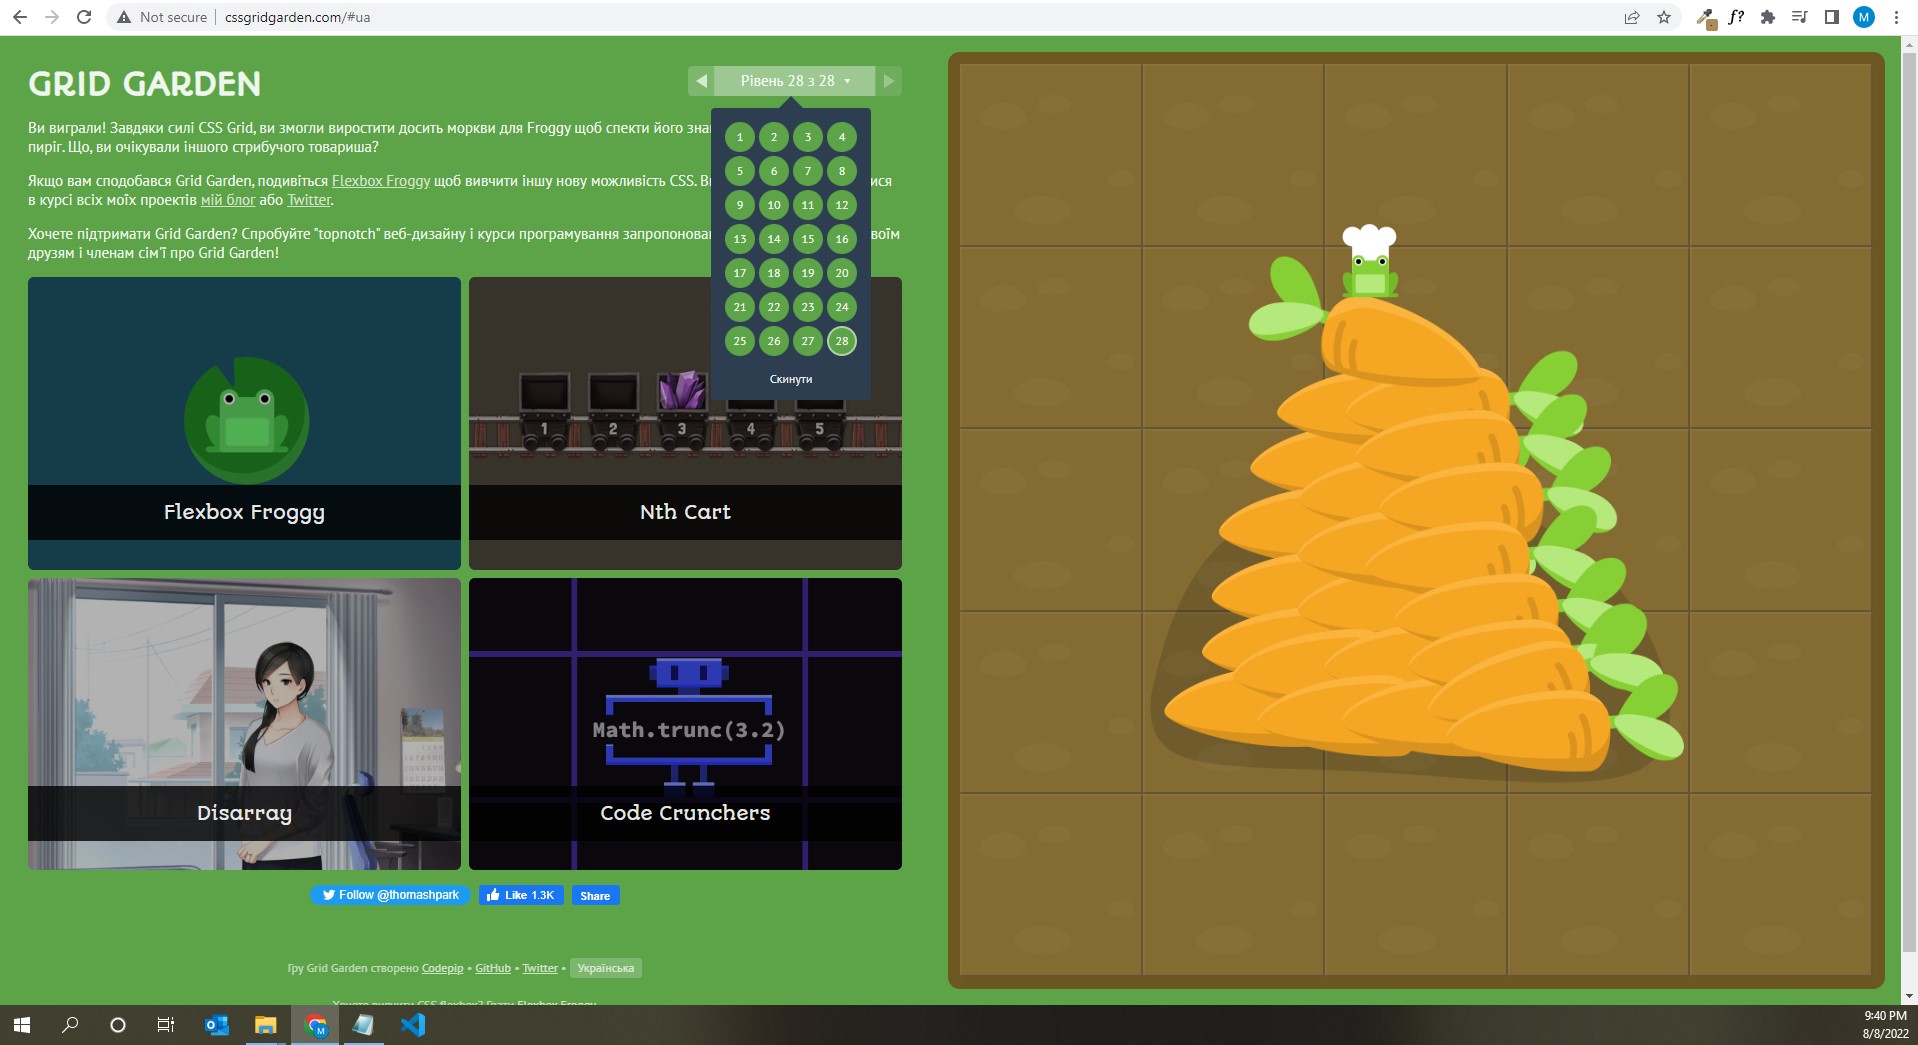 Not secure
cssgridgarden.com/#ua
f?
M
GRID GARDEN
Рівень 28 з 28
Ви виграли! Завдяки силі CSS Grid, ви змогли виростити досить моркви для Froggy щоб спекти його
пиріг. Що, ви очікували іншого стрибучого товариша?
Якщо вам сподобався Grid Garden, подивіться Flexbox Froggy щоб вивчити іншу нову можливість CSS.
в курсі всіх моїх проектів мій блог або Twitter.
Хочете підтримати Grid Garden? Спробуйте "topnotch" веб-дизайну і курси програмування
друзям і членам сім'ї про Grid Garden!
1 2 3 4
5 6 7 8
9 10 11 12
13 14 15 16
17 18 19 20
21 22 23 24
25 26 27 28
Скинути
Flexbox Froggy
1 2 3 4 5
Nth Cart
Disarray
Math.trunc(3.2)
Code Crunchers
Follow @thomashpark
Like 1.3K
Share
Гру Grid Garden створено Codepip • GitHub • Twitter • Українська
Хочете вивчити CSS flexbox? Грати Flexbox Froggy
M
9:40 PM
8/8/2022